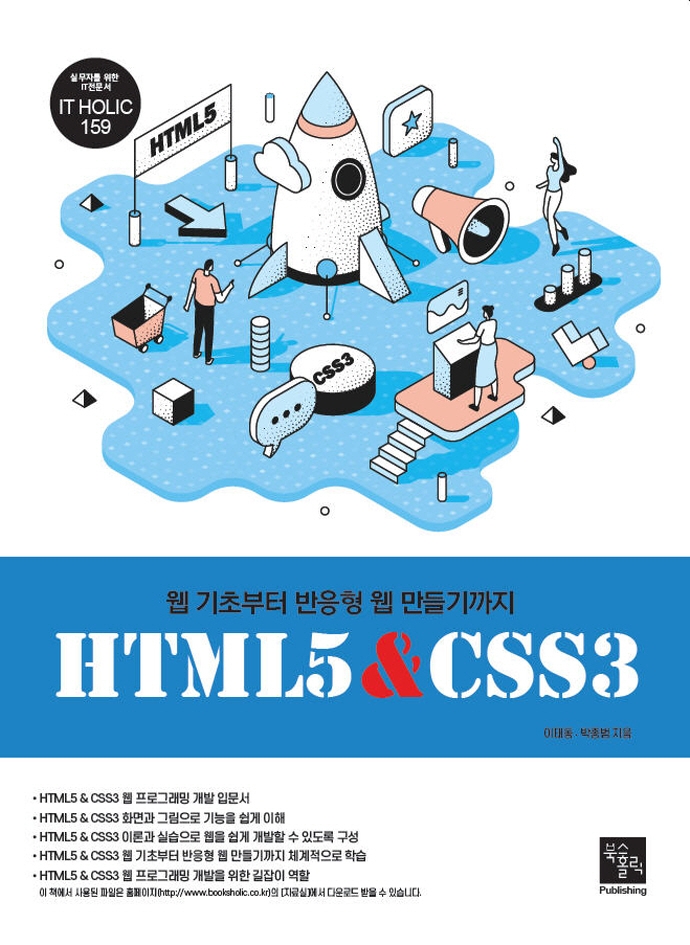 실무자를 위한
IT전문서
IT HOLIC
159
HTML5
CSS3
웹 기초부터 반응형 웹 만들기까지
HTML5 & CSS3
이태동 · 박종범 지음
• HTML5 & CSS3 웹 프로그래밍 개발 입문서
• HTML5 & CSS3 화면과 그림으로 기능을 쉽게 이해
• HTML5 & CSS3 이론과 실습으로 웹을 쉽게 개발할 수 있도록 구성
• HTML5 & CSS3 웹 기초부터 반응형 웹 만들기까지 체계적으로 학습
• HTML5 & CSS3 웹 프로그래밍 개발을 위한 길잡이 역할
이 책에서 사용된 파일은 홈페이지(http://www.booksholic.co.kr)의 [자료실]에서 다운로드 받을 수 있습니다.
북스
홀릭
Publishing